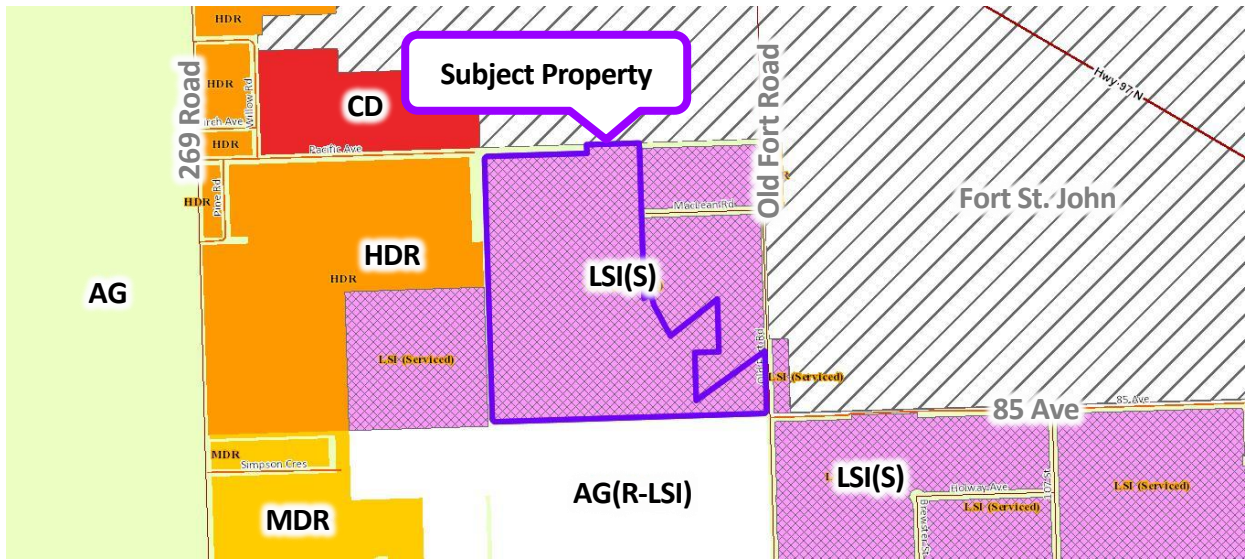 HDR
HDR
Willow Rd
269 Road
CD
Subject Property
Old Fort Road
Hwy 97 N
HDR
Pacific Ave
HDR
Pine Rd
MacLean Rd
Fort St. John
AG
HDR
HDR
LSI(S)
LSI (Serviced)
LSI (Serviced)
85 Ave
85 Ave
MDR
Simpson Cres
MDR
AG(R-LSI)
LSI(S)
Holway Ave
LSI (Serviced)
LSI (Serviced)